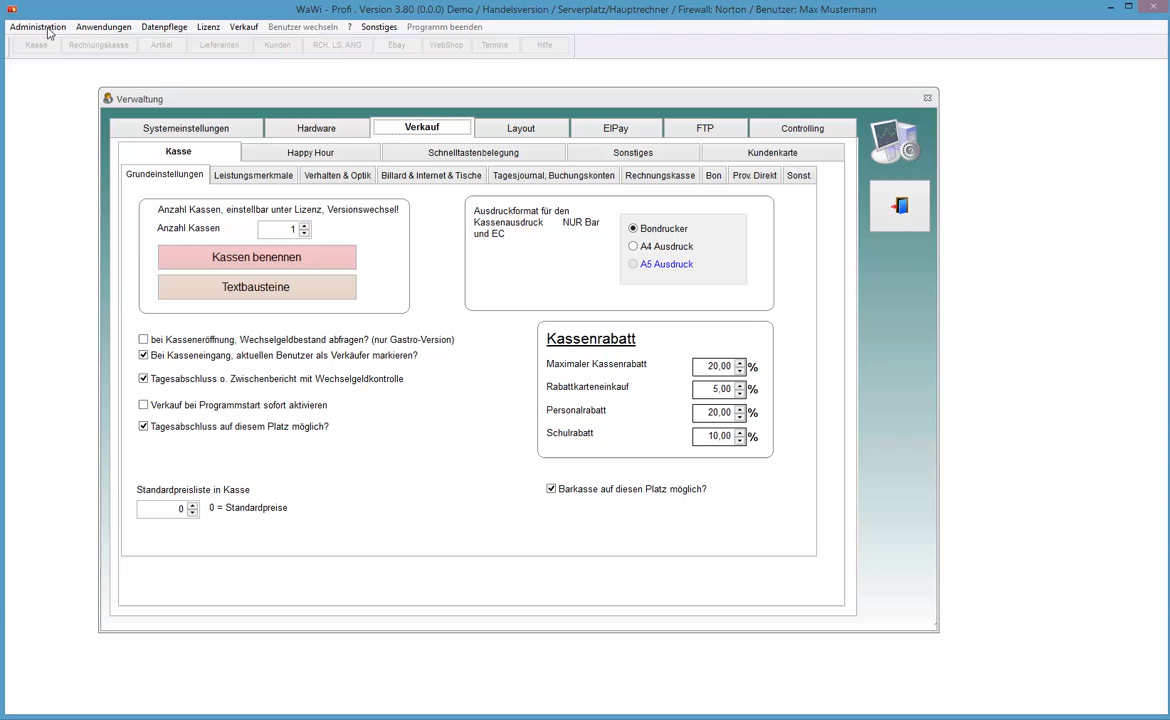 WaWi - Profi . Version 3.80 (0.0.0) Demo / Handelsversion / Serverplatz/Hauptrechner / Firewall: Norton / Benutzer: Max Mustermann
Administration Anwendungen Datenpflege Lizenz Verkauf Benutzer wechseln ? Sonstiges Programm beenden
Kasse Rechnungskasse Artikel Lieferanten Kunden RCH, LS. ANG Ebay WebShop Termine Hilfe
Verwaltung
Systemeinstellungen Hardware Verkauf Layout ElPay FTP Controlling
Kasse Happy Hour Schnelltastenbelegung Sonstiges Kundenkarte
Grundeinstellungen Leistungsmerkmale Verhalten & Optik Billard & Internet & Tische Tagesjournal, Buchungskonten Rechnungskasse Bon Prov. Direkt Sonst.
Anzahl Kassen, einstellbar unter Lizenz, Versionswechsel!
Anzahl Kassen 1
Kassen benennen
Textbausteine
Ausdruckformat für den
Kassenausdruck NUR Bar
und EC
Bondrucker
A4 Ausdruck
A5 Ausdruck
bei Kasseneröffnung, Wechselgeldbestand abfragen? (nur Gastro-Version)
Bei Kasseneingang, aktuellen Benutzer als Verkäufer markieren?
Tagesabschluss o. Zwischenbericht mit Wechselgeldkontrolle
Verkauf bei Programmstart sofort aktivieren
Tagesabschluss auf diesem Platz möglich?
Kassenrabatt
Maximaler Kassenrabatt 20,00 %
Rabattkarteneinkauf 5,00 %
Personalrabatt 20,00 %
Schulrabatt 10,00 %
Standardpreisliste in Kasse
0 0 = Standardpreise
Barkasse auf diesen Platz möglich?